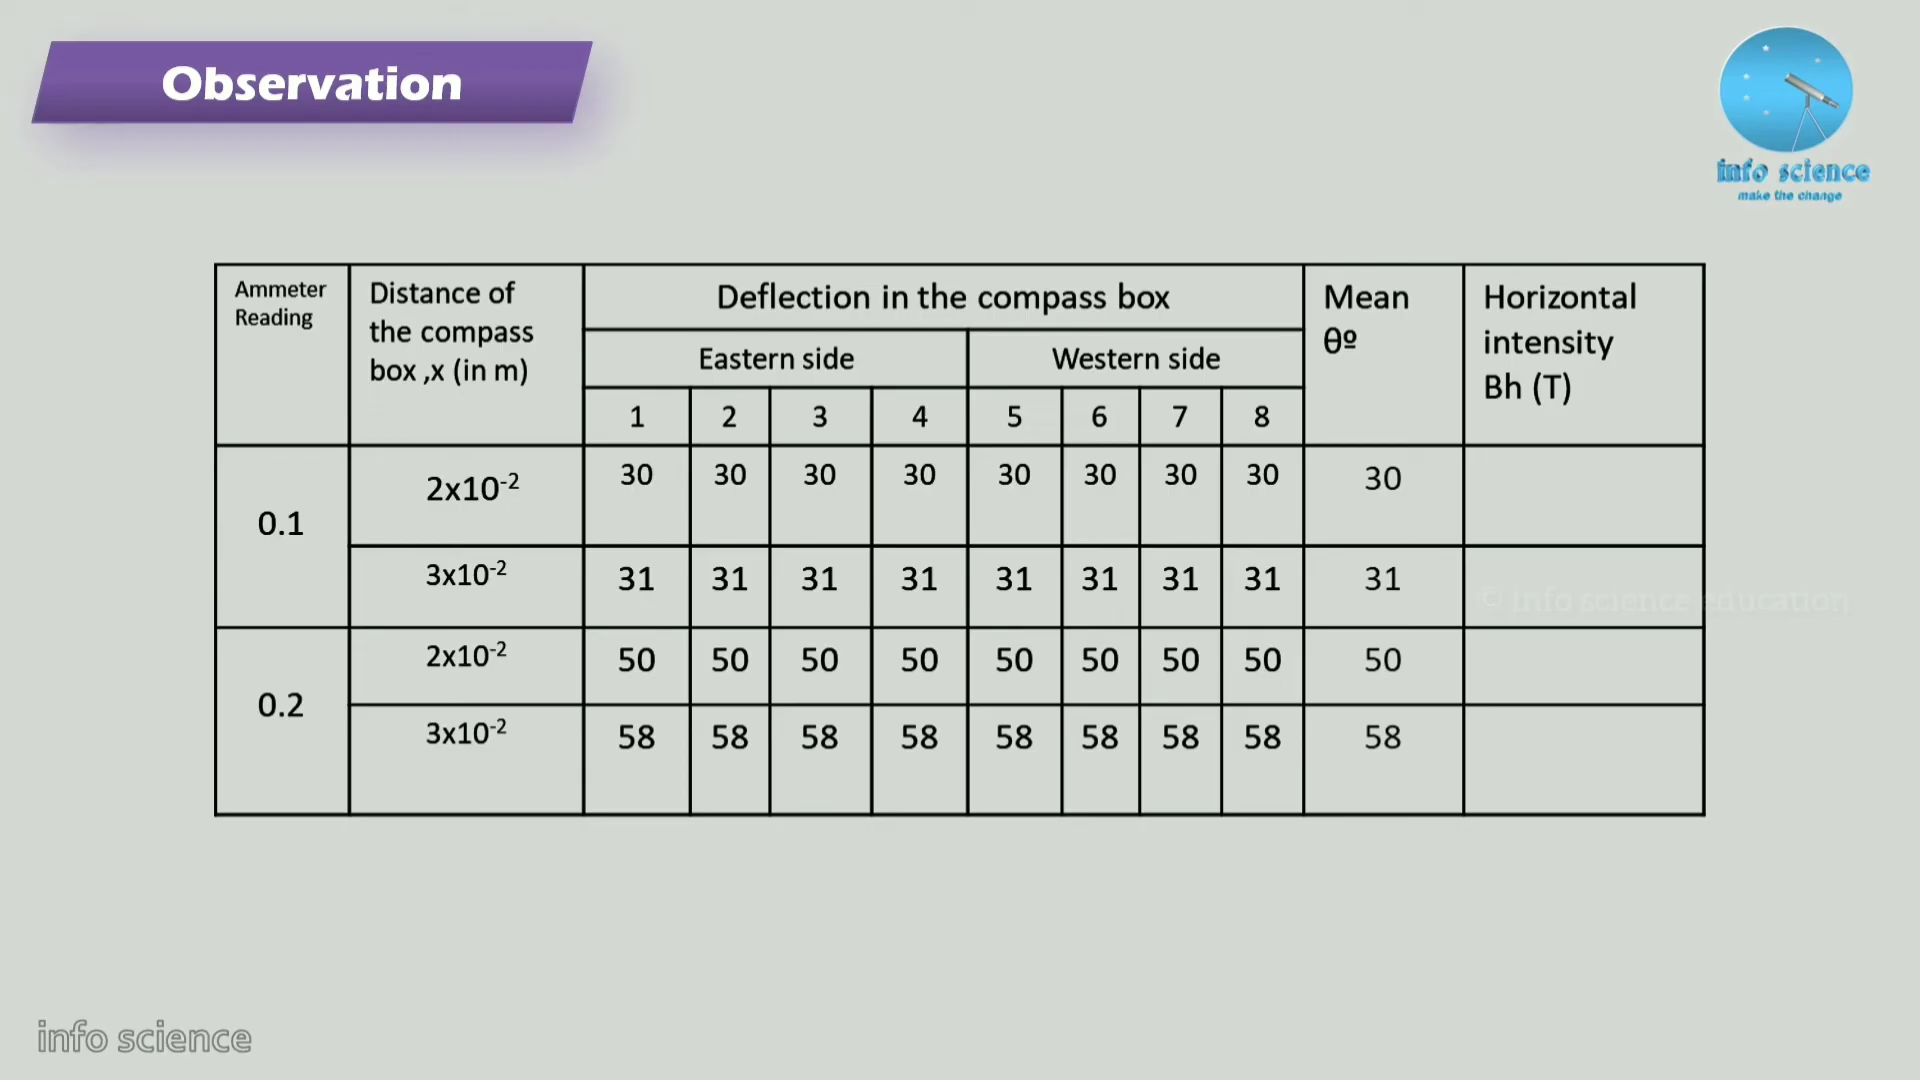 Observation
info science
make the change
Ammeter
Reading
Distance of
the compass
box ,x (in m)
Deflection in the compass box
Mean
θº
Horizontal
intensity
Bh (T)
Eastern side
Western side
1 2 3 4 5 6 7 8
0.1
2x10⁻² 30 30 30 30 30 30 30 30 30
3x10⁻² 31 31 31 31 31 31 31 31 31
© info science education
0.2
2x10⁻² 50 50 50 50 50 50 50 50 50
3x10⁻² 58 58 58 58 58 58 58 58 58
info science